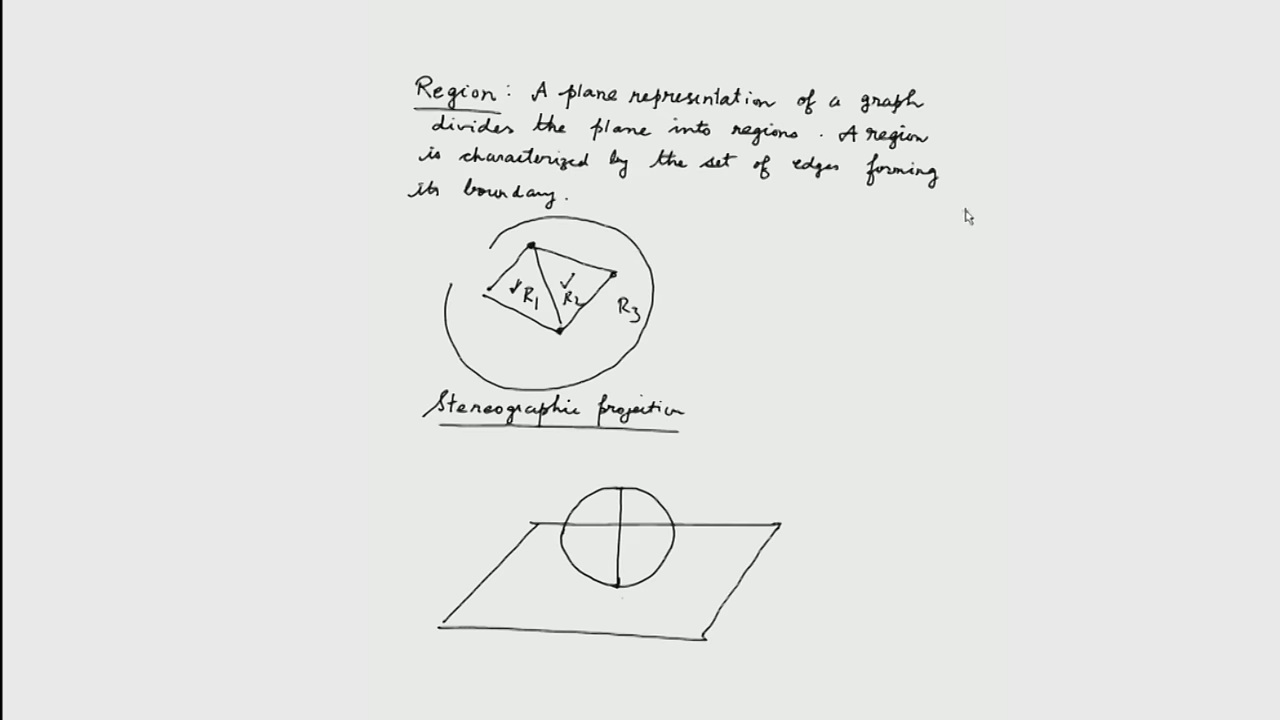 Region : A plane representation of a graph
divides the plane into regions . A region
is characterized by the set of edges forming
its boundary.
R1
R2
R3
Stereographic projection